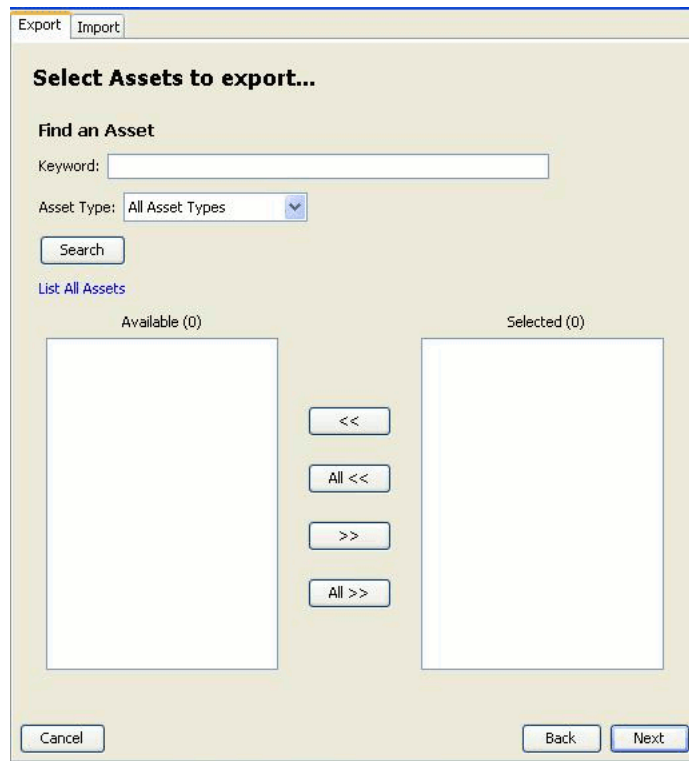 Export Import
Select Assets to export...
Find an Asset
Keyword:
Asset Type: All Asset Types
Search
List All Assets
Available (0) Selected (0)
<<
All <<
>>
All >>
Cancel Back Next